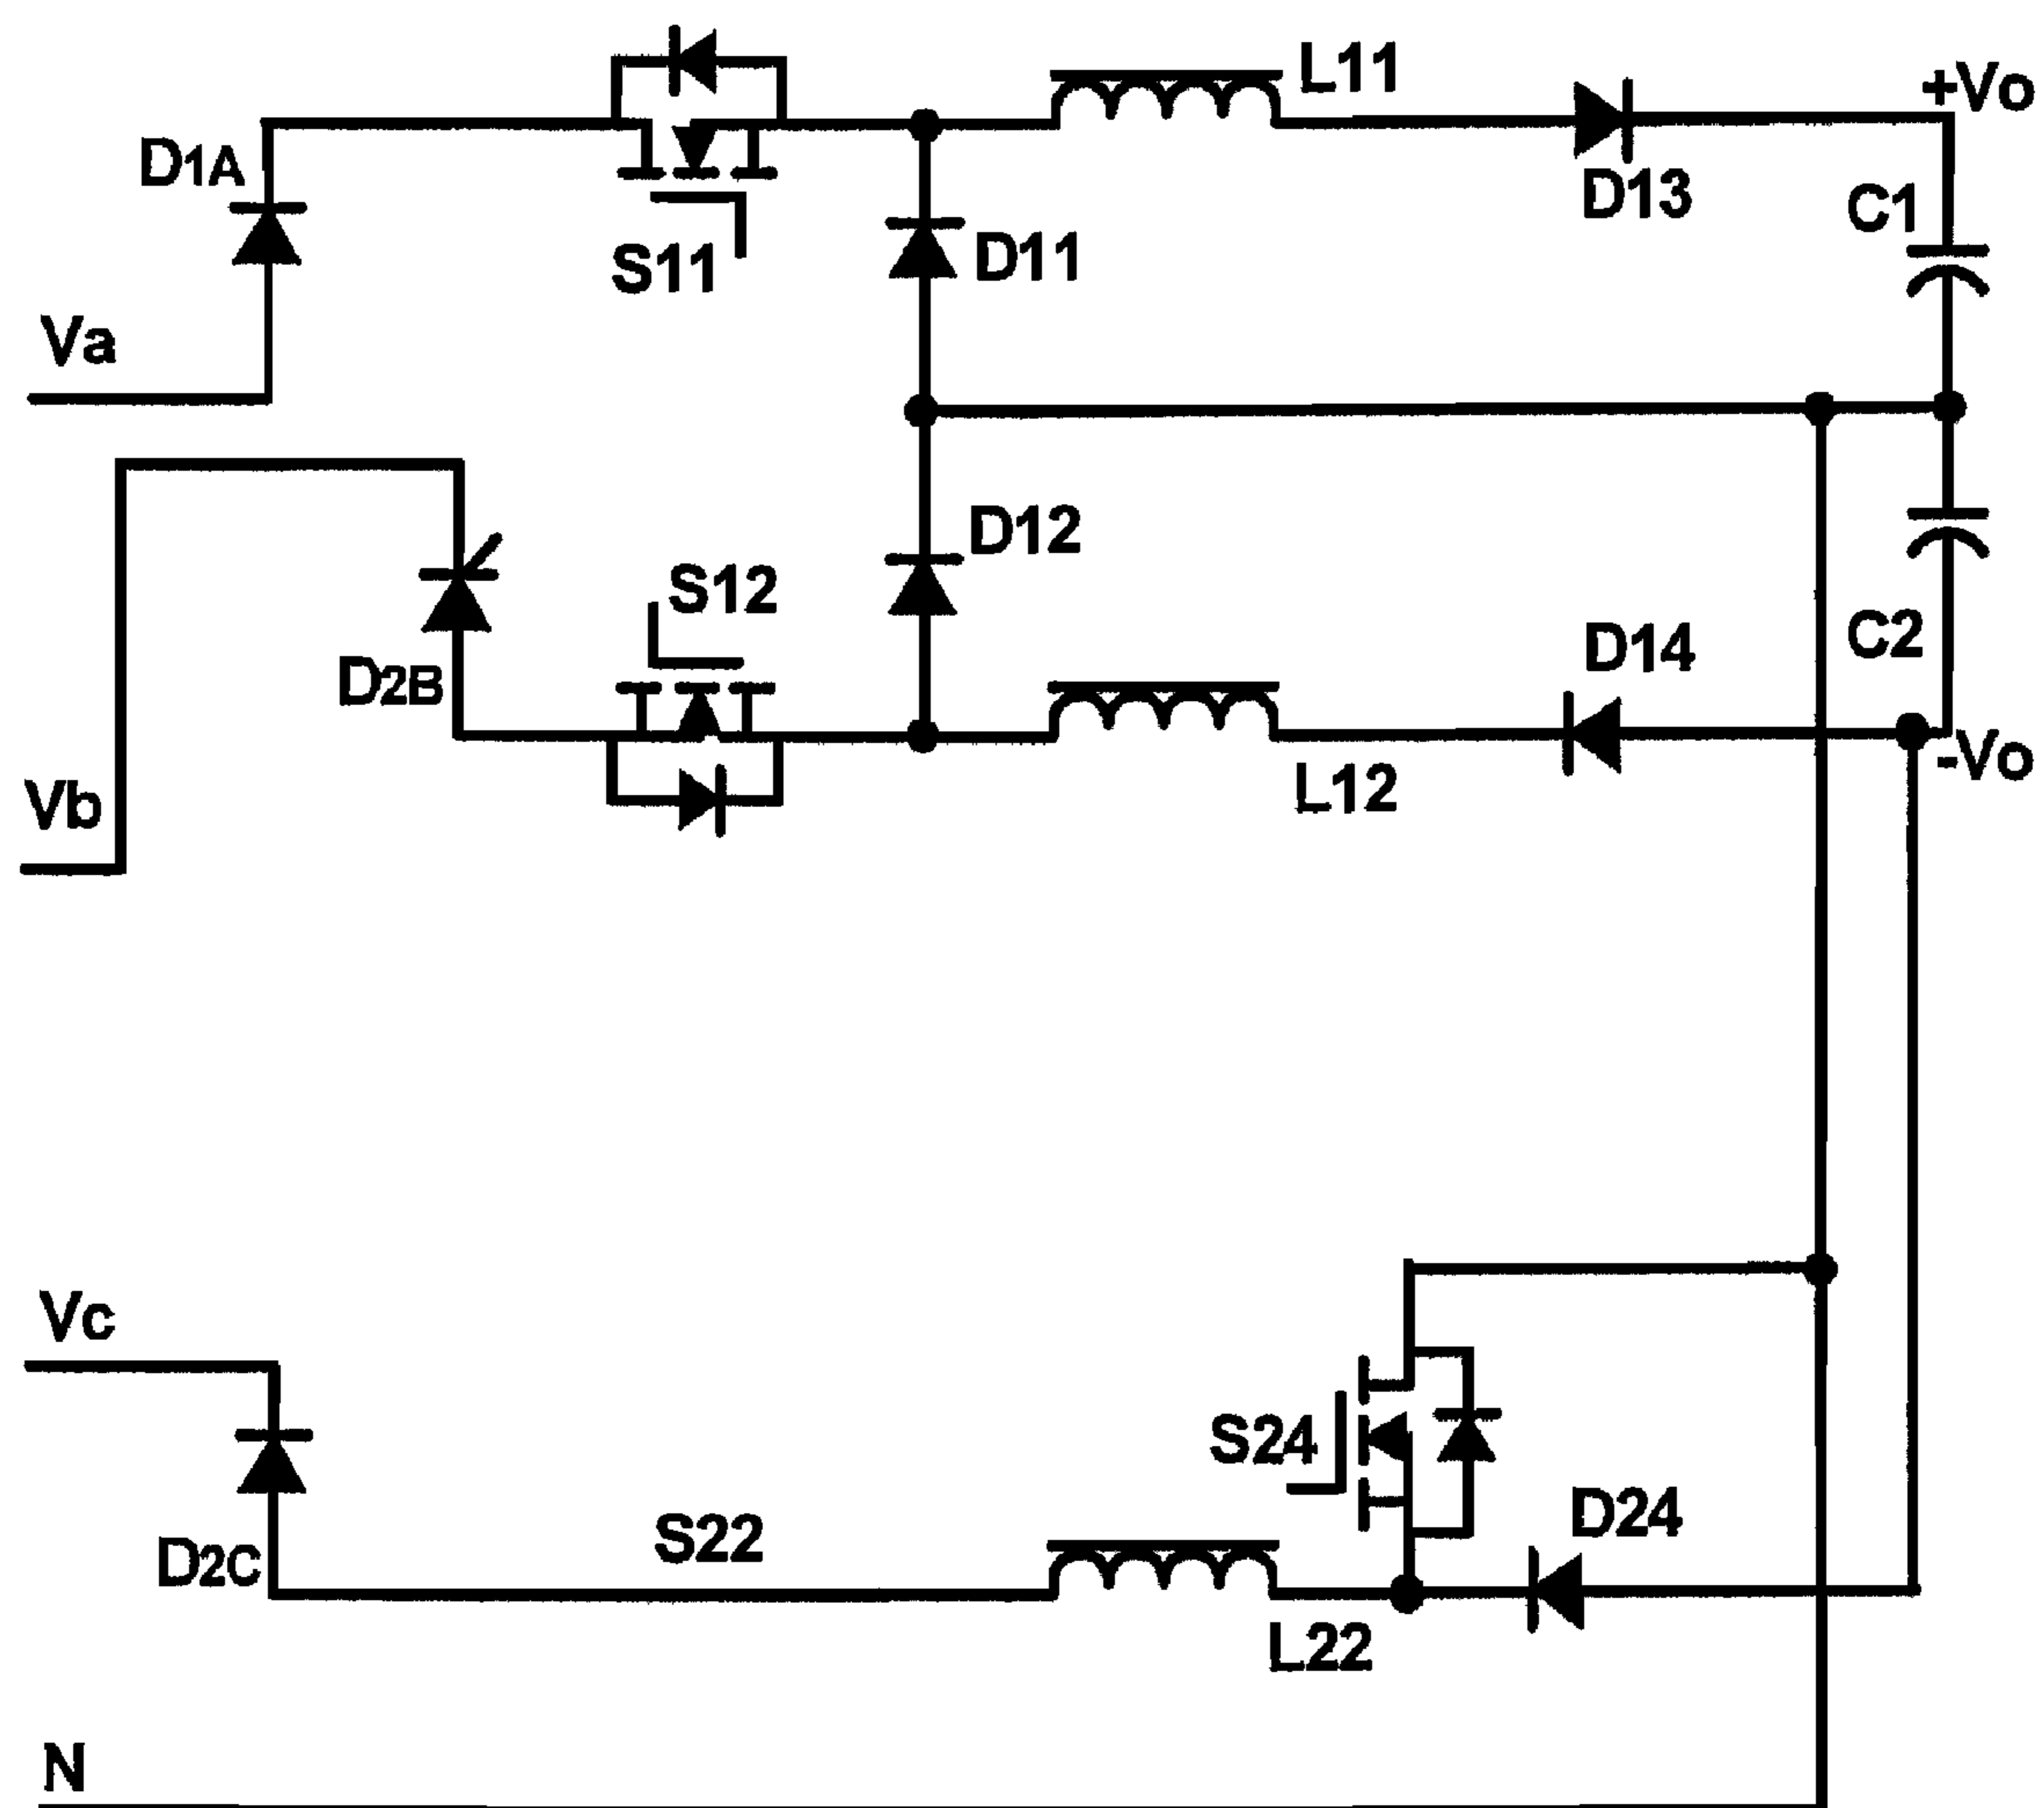 L11
+Vo
D1A
D13
C1
S11
D11
Va
D12
S12
D14
C2
D2B
Vb
L12
-Vo
Vc
S24
D24
S22
D2C
L22
N